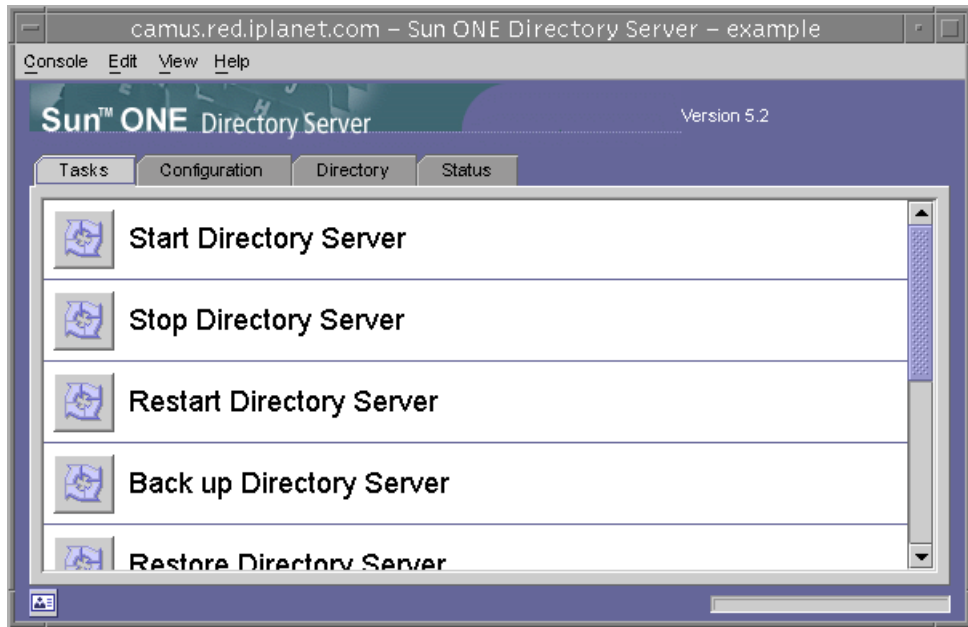 camus.red.iplanet.com – Sun ONE Directory Server – example
Console Edit View Help
Sun™ ONE Directory Server
Version 5.2
Tasks Configuration Directory Status
Start Directory Server
Stop Directory Server
Restart Directory Server
Back up Directory Server
Restore Directory Server